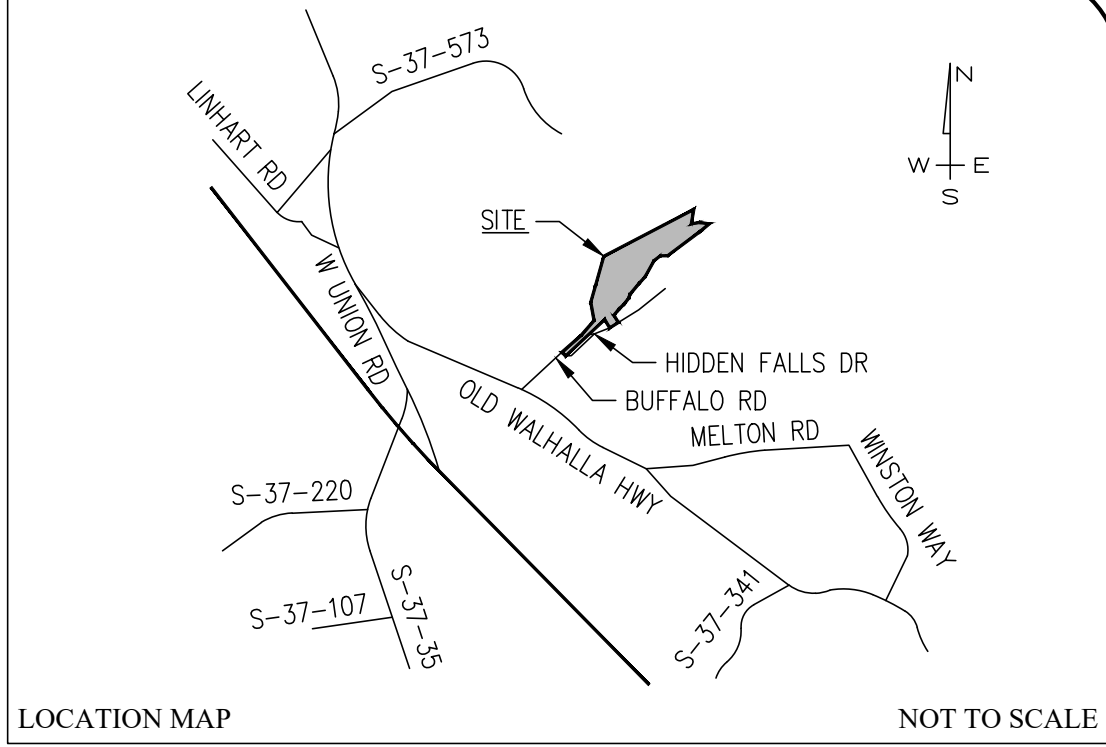 S-37-573
LINHART RD
N
W E
S
SITE
W UNION RD
HIDDEN FALLS DR
BUFFALO RD
OLD WALHALLA HWY
MELTON RD
WINSTON WAY
S-37-220
S-37-107
S-37-35
S-37-341
LOCATION MAP
NOT TO SCALE